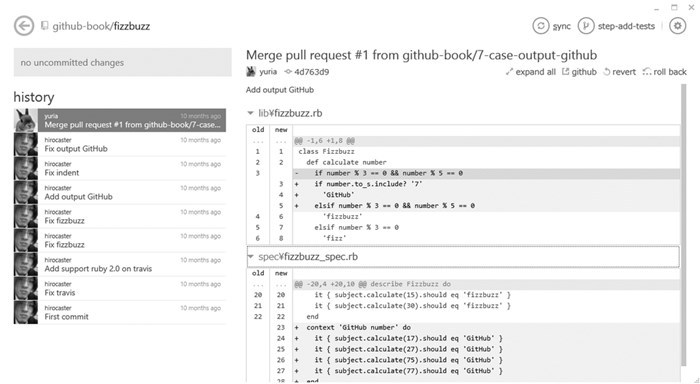 github-book/fizzbuzz
sync
step-add-tests
no uncommitted changes
history
yuria 10 months ago
Merge pull request #1 from github-book/7-case...
hirocaster 10 months ago
Fix output GitHub
hirocaster 10 months ago
Fix indent
hirocaster 10 months ago
Add output GitHub
hirocaster 10 months ago
Fix fizzbuzz
hirocaster 10 months ago
Fix fizzbuzz
hirocaster 10 months ago
Add support ruby 2.0 on travis
hirocaster 10 months ago
Fix travis
hirocaster 10 months ago
First commit
Merge pull request #1 from github-book/7-case-output-github
yuria 4d763d9 expand all github revert roll back
Add output GitHub
lib¥fizzbuzz.rb
old new
... ... @@ -1,6 +1,8 @@
1 1 class Fizzbuzz
2 2 def calculate number
3 - if number % 3 == 0 && number % 5 == 0
3 + if number.to_s.include? '7'
4 + 'GitHub'
5 + elsif number % 3 == 0 && number % 5 == 0
4 6 'fizzbuzz'
5 7 elsif number % 3 == 0
6 8 'fizz'
spec¥fizzbuzz_spec.rb
old new
... ... @@ -20,4 +20,10 @@ describe Fizzbuzz do
20 20 it { subject.calculate(15).should eq 'fizzbuzz' }
21 21 it { subject.calculate(30).should eq 'fizzbuzz' }
22 22 end
23 + context 'GitHub number' do
24 + it { subject.calculate(17).should eq 'GitHub' }
25 + it { subject.calculate(27).should eq 'GitHub' }
26 + it { subject.calculate(75).should eq 'GitHub' }
27 + it { subject.calculate(77).should eq 'GitHub' }
28 + end